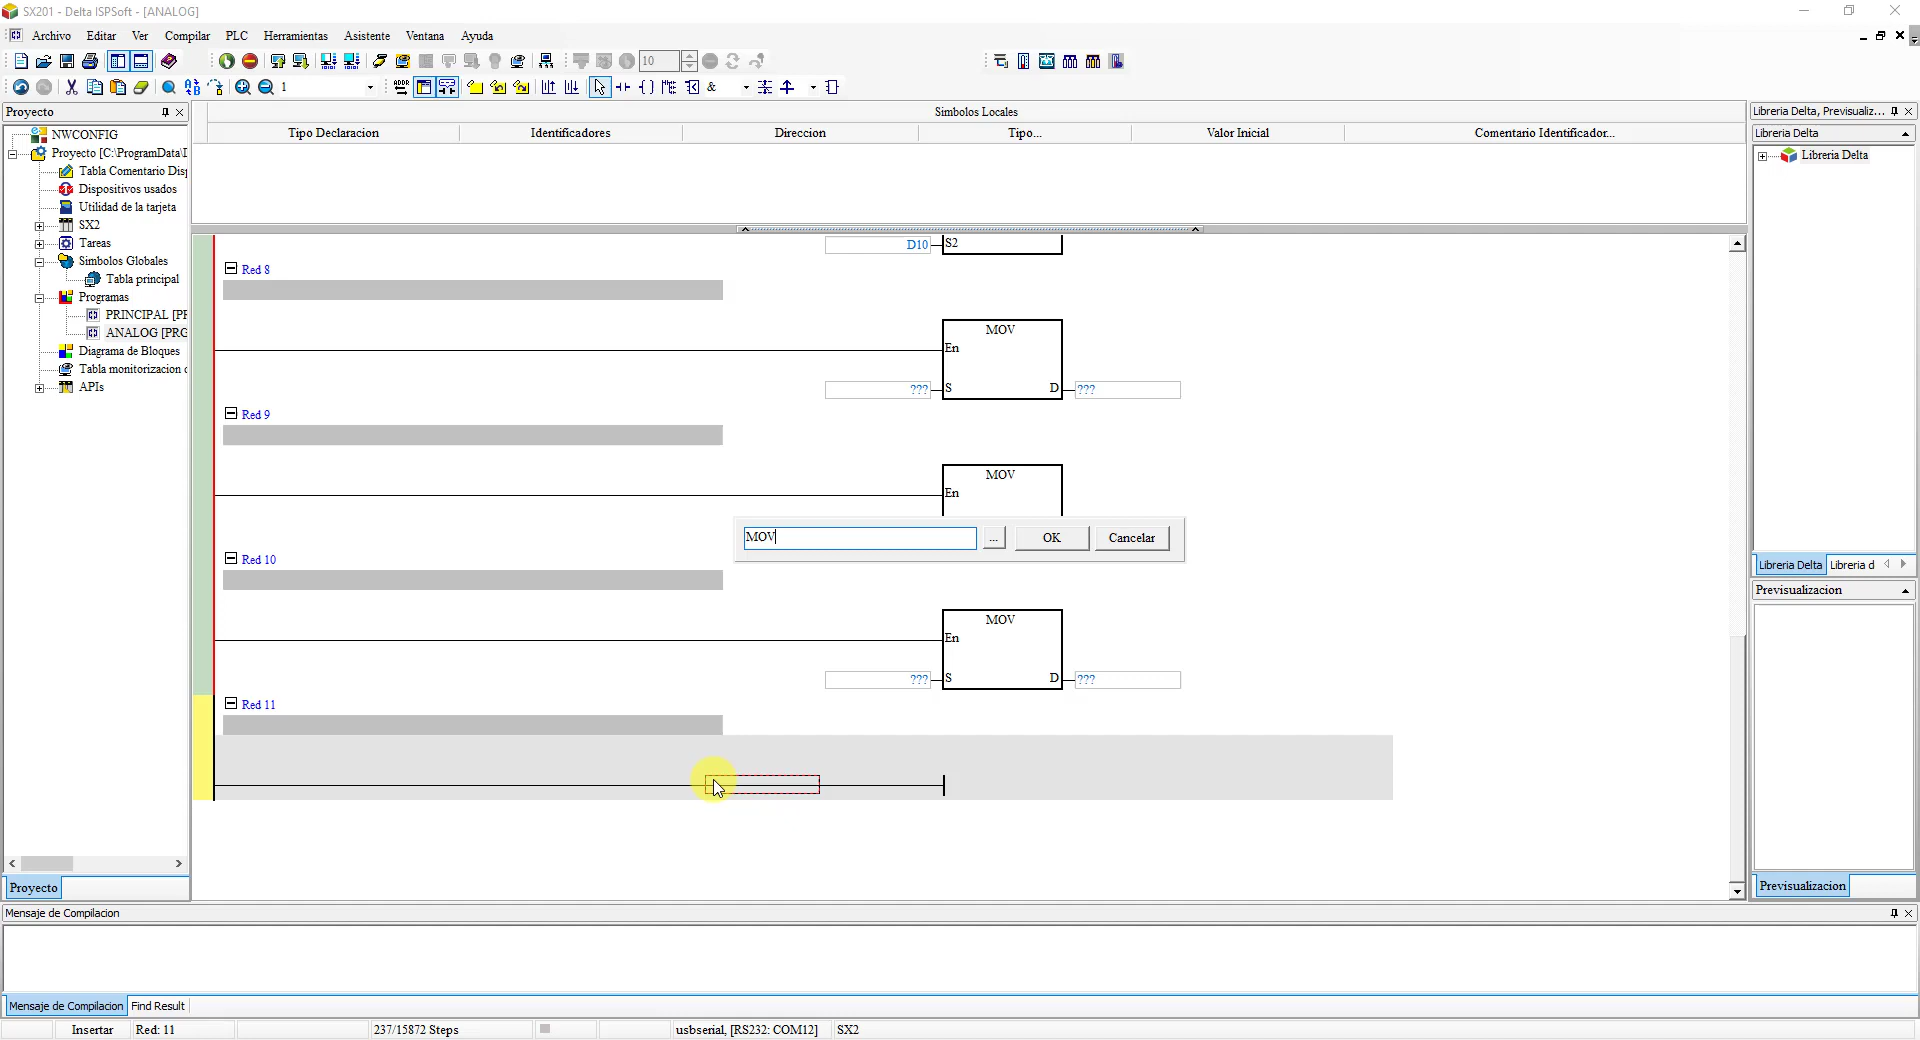 SX201 - Delta ISPSoft - [ANALOG]
Archivo Editar Ver Compilar PLC Herramientas Asistente Ventana Ayuda
10
1 &
Proyecto
NWCONFIG
Proyecto [C:\ProgramData\D
Tabla Comentario Disp
Dispositivos usados
Utilidad de la tarjeta
SX2
Tareas
Simbolos Globales
Tabla principal
Programas
PRINCIPAL [PR
ANALOG [PRG
Diagrama de Bloques
Tabla monitorizacion d
APIs
Proyecto
Simbolos Locales
Tipo Declaracion Identificadores Direccion Tipo... Valor Inicial Comentario Identificador...
D10 S2
Red 8
MOV
En
??? S D ???
Red 9
MOV
En
MOV ... OK Cancelar
Red 10
MOV
En
??? S D ???
Red 11
Libreria Delta, Previsualiz...
Libreria Delta
Libreria Delta
Libreria Delta Libreria d
Previsualizacion
Previsualizacion
Mensaje de Compilacion
Mensaje de Compilacion Find Result
Insertar Red: 11 237/15872 Steps usbserial, [RS232: COM12] SX2